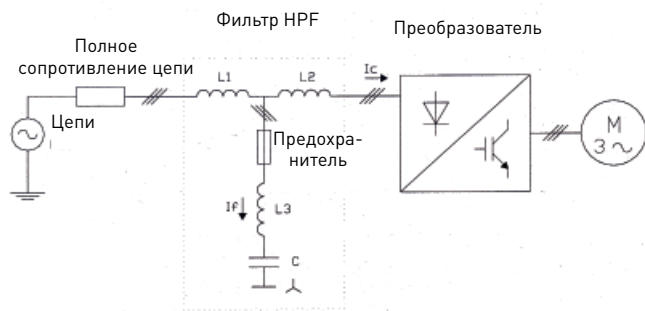 Фильтр HPF
Преобразователь
Полное
сопротивление цепи
L1
L2
Ic
Цепи
Предохра-
нитель
M
3
If
L3
C